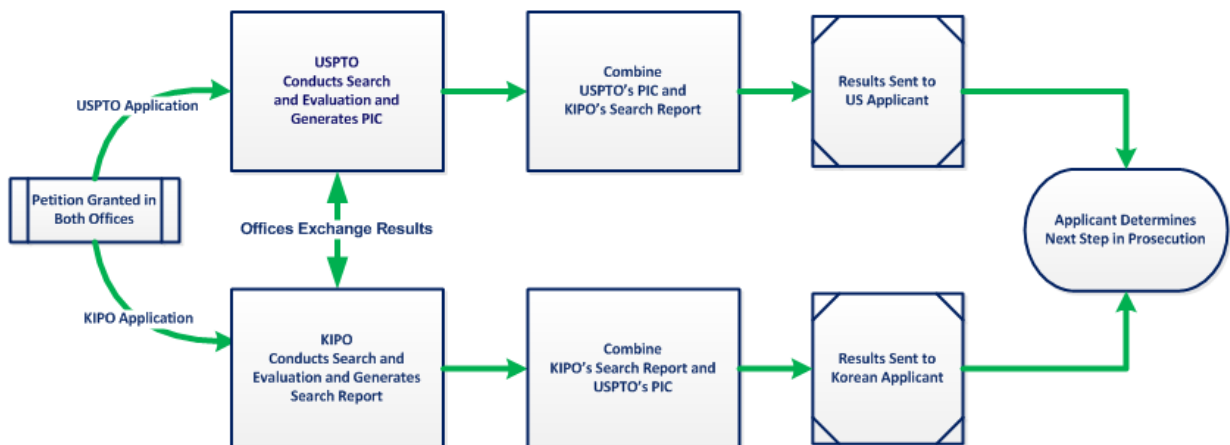 USPTO
Conducts Search
and Evaluation and
Generates PIC
Combine
USPTO's PIC and
KIPO's Search Report
Results Sent to
US Applicant
USPTO Application
Petition Granted in
Both Offices
Offices Exchange Results
Applicant Determines
Next Step in Prosecution
KIPO Application
KIPO
Conducts Search and
Evaluation and Generates
Search Report
Combine
KIPO's Search Report and
USPTO's PIC
Results Sent to
Korean Applicant